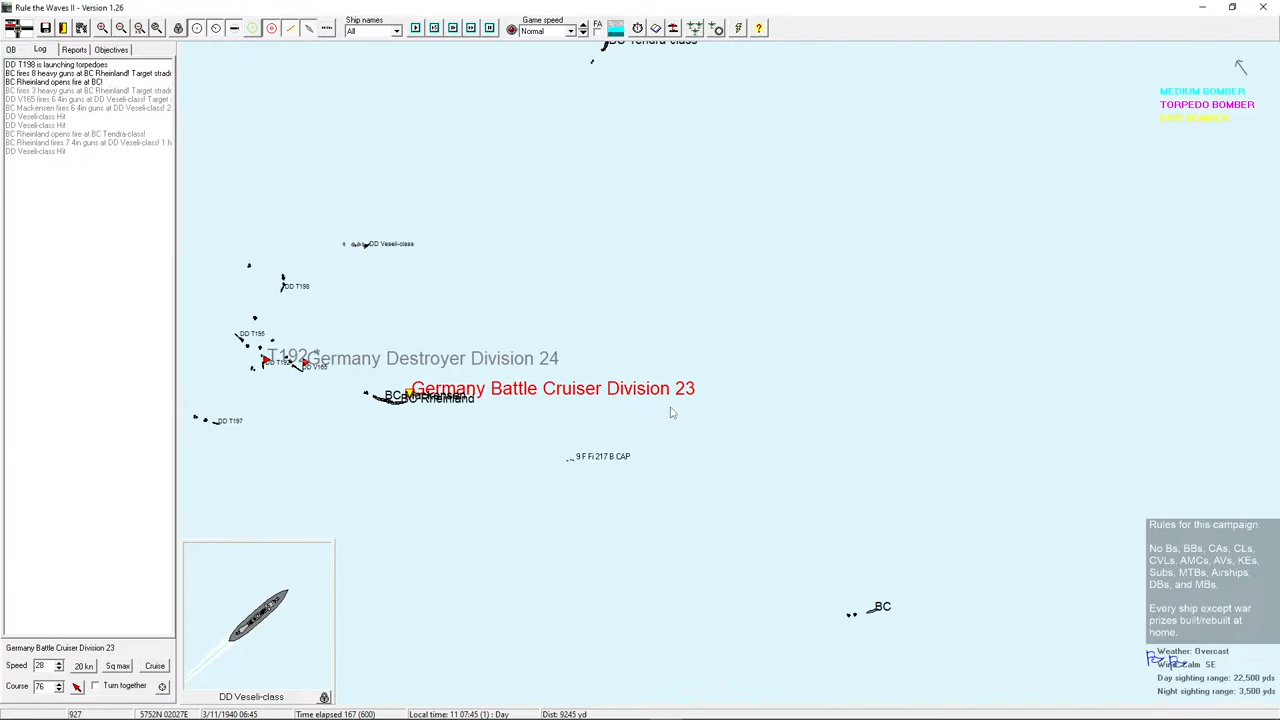 Rule the Waves II - Version 1.26
Ship names
All
Game speed
Normal
FA
OB
Log
Reports
Objectives
DD T198 is launching torpedoes
BC fires 8 heavy guns at BC Rheinland! Target stradd
BC Rheinland opens fire at BC!
BC fires 3 heavy guns at BC Rheinland! Target stradd
DD V165 fires 6 4in guns at DD Veseli-class! Target
BC Mackensen fires 6 4in guns at DD Veseli-class! 2
DD Veseli-class Hit
DD Veseli-class Hit
BC Rheinland opens fire at BC Tendra-class!
BC Rheinland fires 7 4in guns at DD Veseli-class! 1 h
DD Veseli-class Hit
BC Tendra-class
MEDIUM BOMBER
TORPEDO BOMBER
DIVE BOMBER
DD Veseli-class
DD T198
DD T195
T192
Germany Destroyer Division 24
DD T192
DD V165
Germany Battle Cruiser Division 23
BC Mackensen
BC Rheinland
DD T197
9 F Fi 217 B CAP
BC
Rules for this campaign:
No Bs, BBs, CAs, CLs,
CVLs, AMCs, AVs, KEs,
Subs, MTBs, Airships,
DBs, and MBs.
Every ship except war
prizes built/rebuilt at
home.
Weather: Overcast
Wind: Calm SE
Day sighting range: 22,500 yds
Night sighting range: 3,500 yds
Germany Battle Cruiser Division 23
Speed 28 20 kn Sq max Cruise
Course 76 Turn together
DD Veseli-class
927
5752N 02027E
3/11/1940 06:45
Time elapsed 167 (600)
Local time: 11 07:45 (1) : Day
Dist: 9245 yd